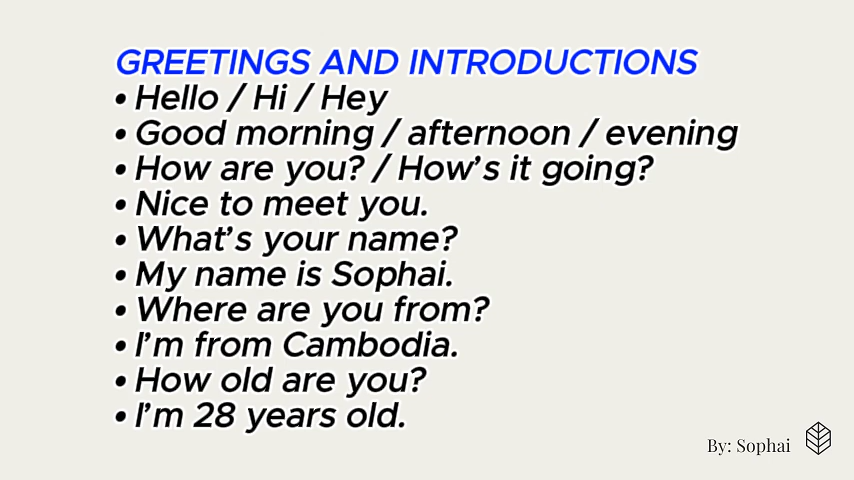 GREETINGS AND INTRODUCTIONS
• Hello / Hi / Hey
• Good morning / afternoon / evening
• How are you? / How’s it going?
• Nice to meet you.
• What’s your name?
• My name is Sophai.
• Where are you from?
• I’m from Cambodia.
• How old are you?
• I’m 28 years old.
By: Sophai